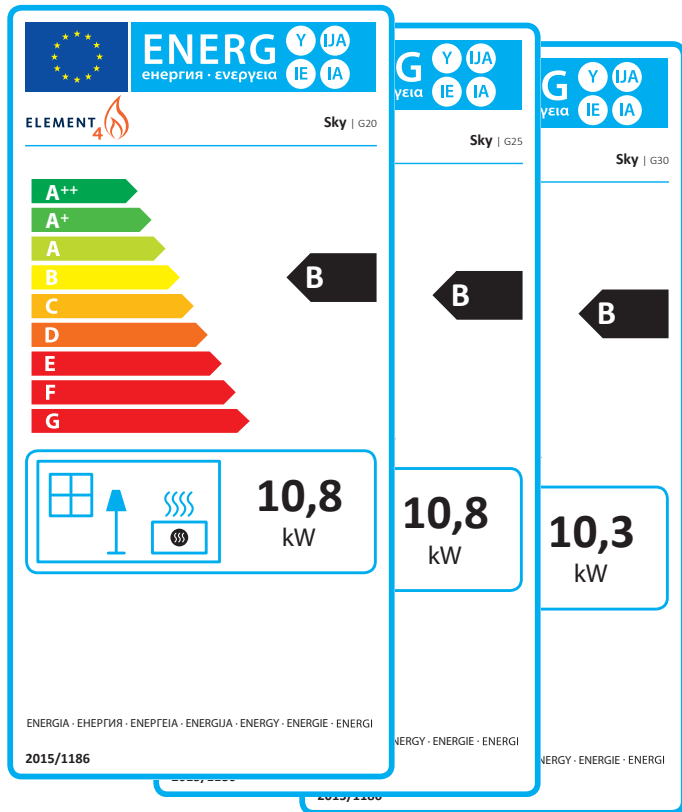 ENERG
енергия · ενεργεια
Y IJA
IE IA
ELEMENT 4
Sky | G20
A++
A+
A
B
C
D
E
F
G
B
10,8
kW
ENERGIA · ЕНЕРГИЯ · ΕΝΕΡΓΕΙΑ · ENERGIJA · ENERGY · ENERGIE · ENERGI
2015/1186
G
Y IJA
γεια
IE IA
Sky | G25
B
10,8
kW
ENERGY · ENERGIE · ENERGI
G
Y IJA
γεια
IE IA
Sky | G30
B
10,3
kW
ENERGY · ENERGIE · ENERGI